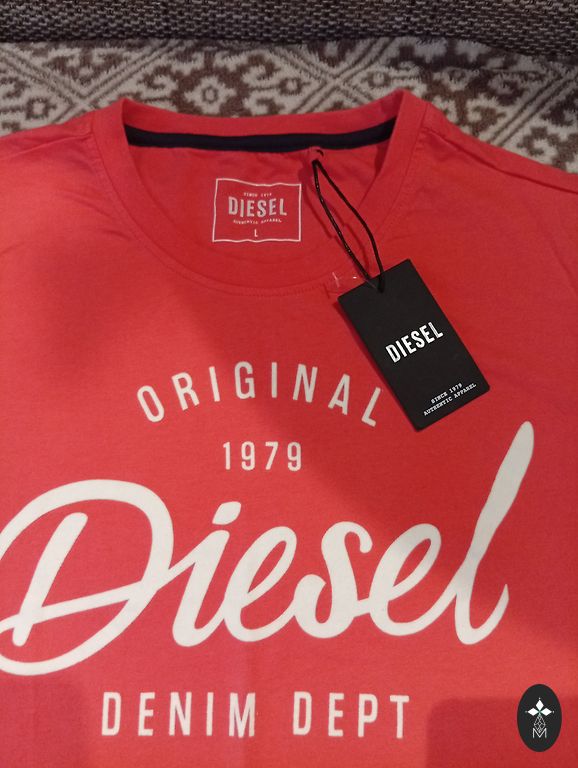 SINCE 1979
DIESEL
AUTHENTIC APPAREL
L
DIESEL
SINCE 1979
AUTHENTIC APPAREL
ORIGINAL
1979
Diesel
DENIM DEPT
M